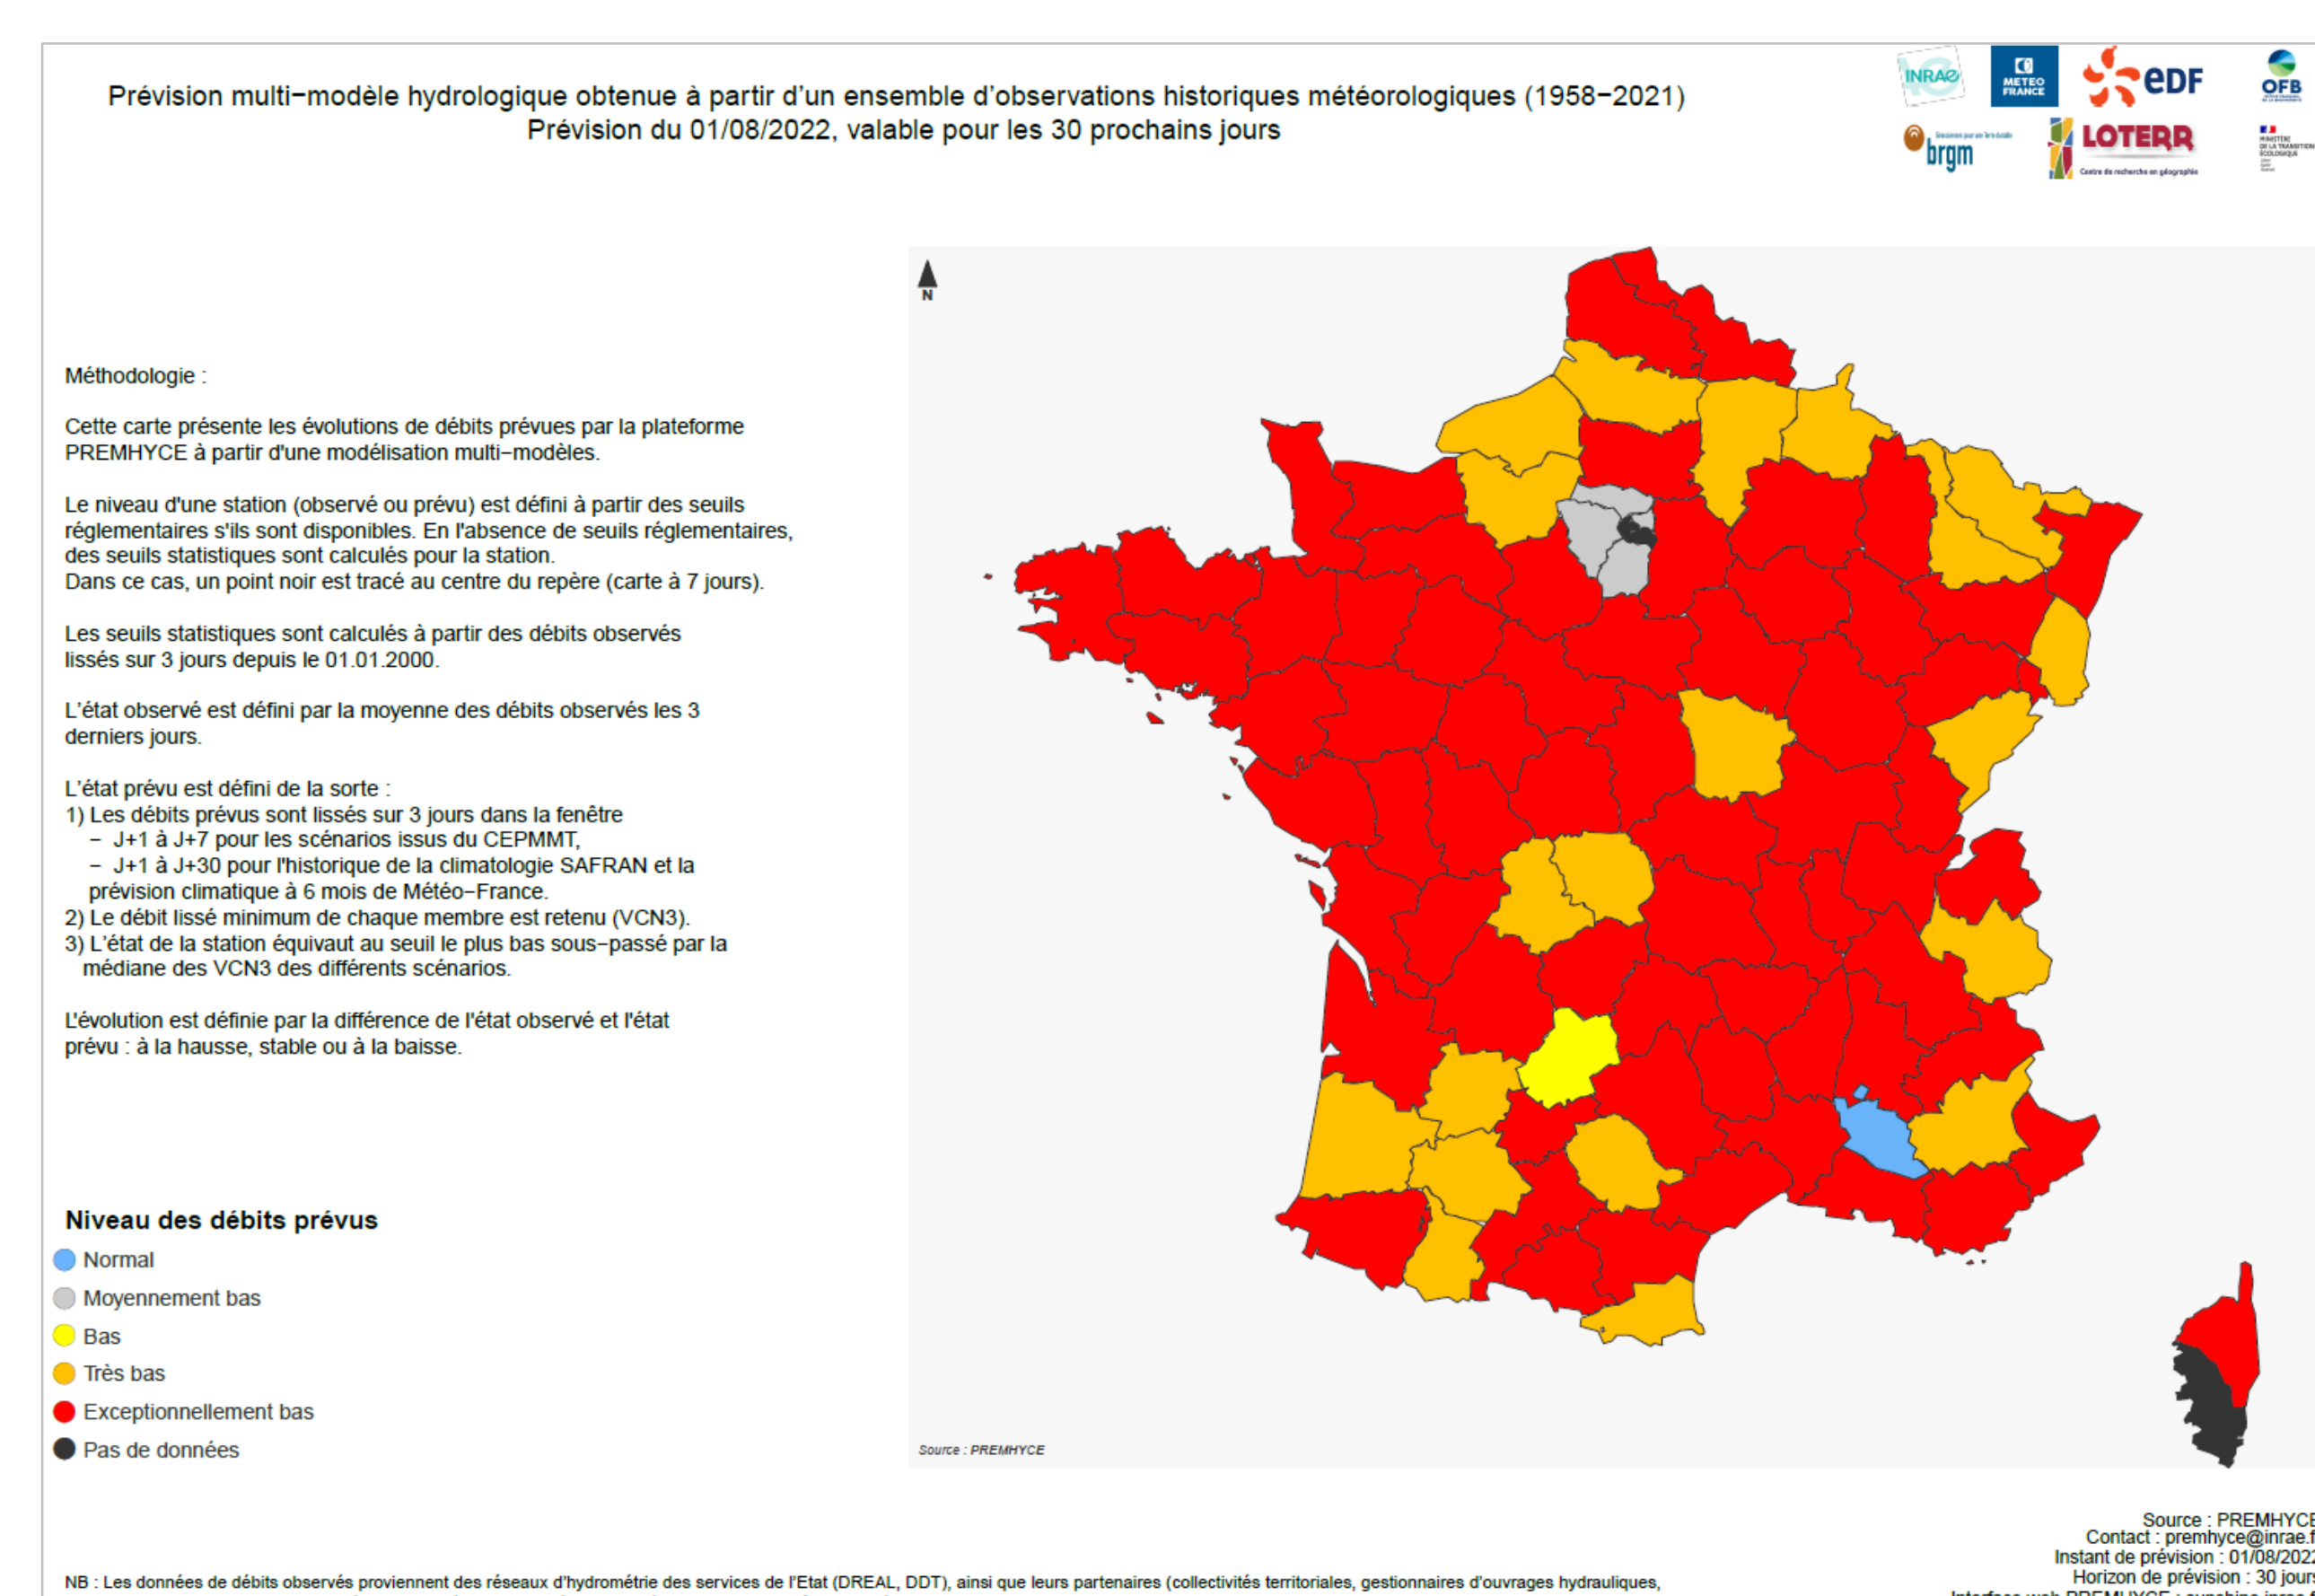 Prévision multi−modèle hydrologique obtenue à partir d'un ensemble d'observations historiques météorologiques (1958−2021)
Prévision du 01/08/2022, valable pour les 30 prochains jours
INRAE
METEO
FRANCE
eDF
OFB
brgm
LOTERR
Centre de recherche en géographie
MINISTÈRE
DE LA TRANSITION
ÉCOLOGIQUE
N
Méthodologie :
Cette carte présente les évolutions de débits prévues par la plateforme
PREMHYCE à partir d'une modélisation multi−modèles.
Le niveau d'une station (observé ou prévu) est défini à partir des seuils
réglementaires s'ils sont disponibles. En l'absence de seuils réglementaires,
des seuils statistiques sont calculés pour la station.
Dans ce cas, un point noir est tracé au centre du repère (carte à 7 jours).
Les seuils statistiques sont calculés à partir des débits observés
lissés sur 3 jours depuis le 01.01.2000.
L'état observé est défini par la moyenne des débits observés les 3
derniers jours.
L'état prévu est défini de la sorte :
1) Les débits prévus sont lissés sur 3 jours dans la fenêtre
− J+1 à J+7 pour les scénarios issus du CEPMMT,
− J+1 à J+30 pour l'historique de la climatologie SAFRAN et la
prévision climatique à 6 mois de Météo−France.
2) Le débit lissé minimum de chaque membre est retenu (VCN3).
3) L'état de la station équivaut au seuil le plus bas sous−passé par la
médiane des VCN3 des différents scénarios.
L'évolution est définie par la différence de l'état observé et l'état
prévu : à la hausse, stable ou à la baisse.
Niveau des débits prévus
Normal
Moyennement bas
Bas
Très bas
Exceptionnellement bas
Pas de données
Source : PREMHYCE
Source : PREMHYCE
Contact : premhyce@inrae.f
Instant de prévision : 01/08/2022
Horizon de prévision : 30 jours
Interface web PREMHYCE : sunshine.inrae.f
NB : Les données de débits observés proviennent des réseaux d'hydrométrie des services de l'Etat (DREAL, DDT), ainsi que leurs partenaires (collectivités territoriales, gestionnaires d'ouvrages hydrauliques,